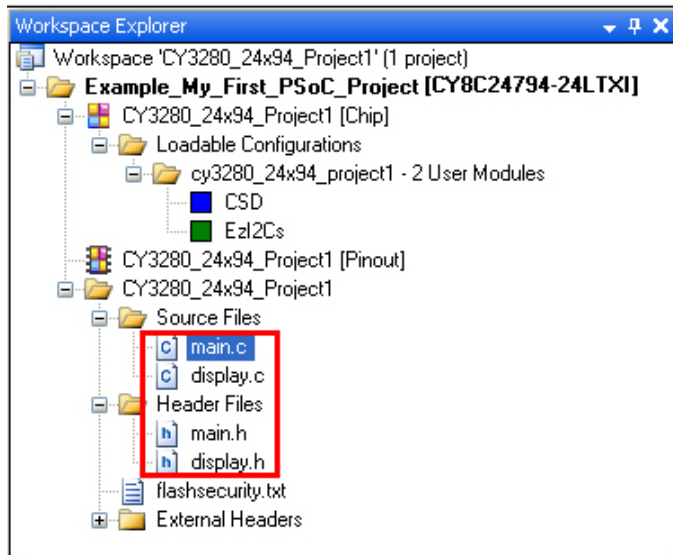 Workspace Explorer
Workspace 'CY3280_24x94_Project1' (1 project)
Example_My_First_PSoC_Project [CY8C24794-24LTXI]
CY3280_24x94_Project1 [Chip]
Loadable Configurations
cy3280_24x94_project1 - 2 User Modules
CSD
EzI2Cs
CY3280_24x94_Project1 [Pinout]
CY3280_24x94_Project1
Source Files
main.c
display.c
Header Files
main.h
display.h
flashsecurity.txt
External Headers